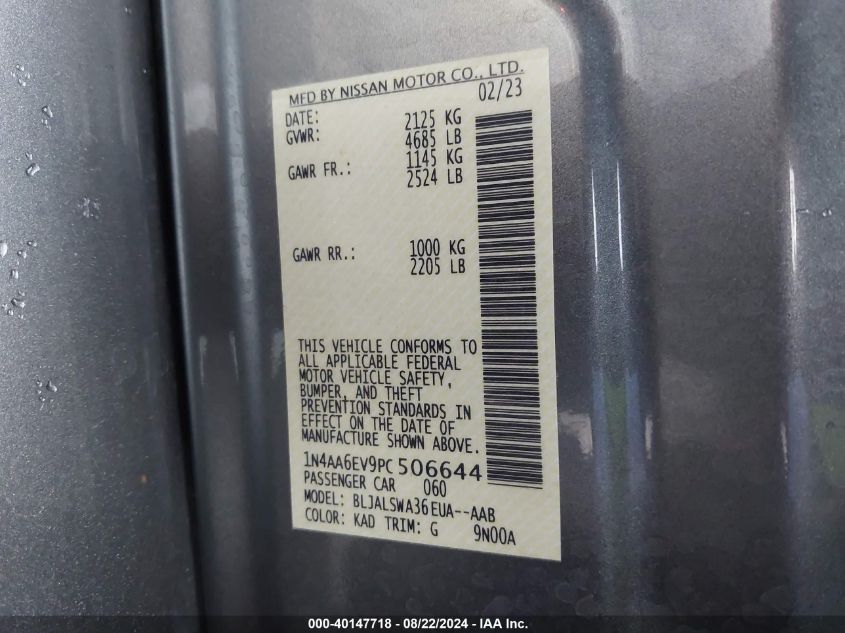 MFD BY NISSAN MOTOR CO., LTD.
DATE: 02/23
GVWR: 2125 KG
4685 LB
GAWR FR.: 1145 KG
2524 LB
GAWR RR.: 1000 KG
2205 LB
THIS VEHICLE CONFORMS TO
ALL APPLICABLE FEDERAL
MOTOR VEHICLE SAFETY,
BUMPER, AND THEFT
PREVENTION STANDARDS IN
EFFECT ON THE DATE OF
MANUFACTURE SHOWN ABOVE.
1N4AA6EV9PC506644
PASSENGER CAR 060
MODEL: BLJALSWA36EUA--AAB
COLOR: KAD TRIM: G 9N00A
000-40147718 - 08/22/2024 - IAA Inc.